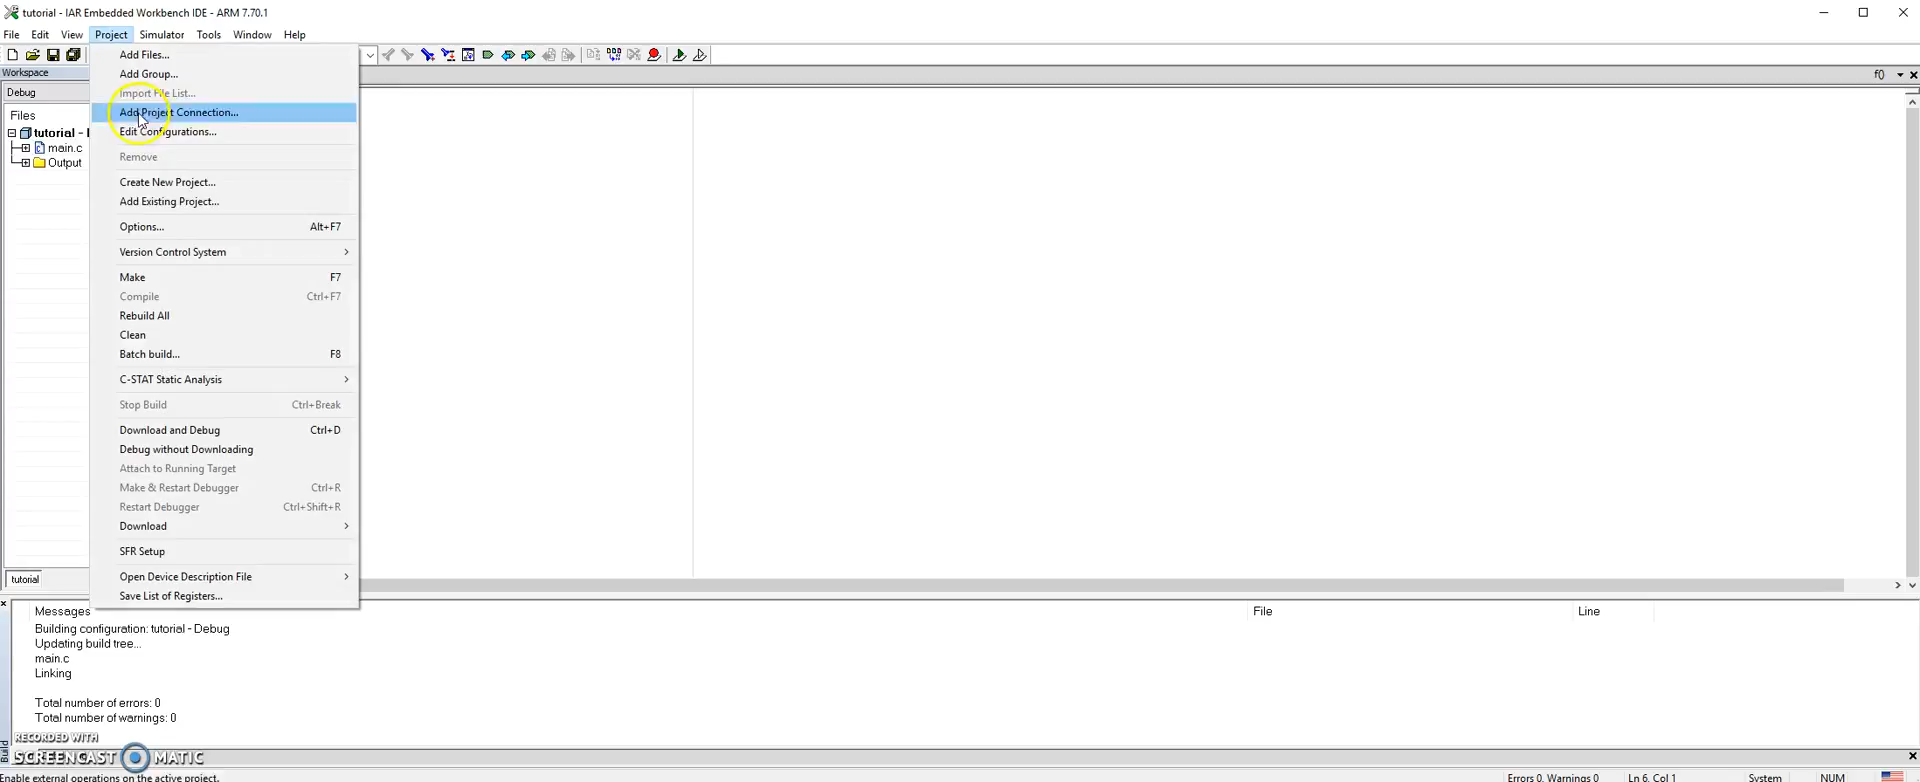 tutorial - IAR Embedded Workbench IDE - ARM 7.70.1
File Edit View Project Simulator Tools Window Help
Workspace
Debug
Files
tutorial -
main.c
Output
tutorial
Add Files...
Add Group...
Import File List...
Add Project Connection...
Edit Configurations...
Remove
Create New Project...
Add Existing Project...
Options... Alt+F7
Version Control System
Make F7
Compile Ctrl+F7
Rebuild All
Clean
Batch build... F8
C-STAT Static Analysis
Stop Build Ctrl+Break
Download and Debug Ctrl+D
Debug without Downloading
Attach to Running Target
Make & Restart Debugger Ctrl+R
Restart Debugger Ctrl+Shift+R
Download
SFR Setup
Open Device Description File
Save List of Registers...
f()
Messages File Line
Building configuration: tutorial - Debug
Updating build tree...
main.c
Linking
Total number of errors: 0
Total number of warnings: 0
Build
RECORDED WITH
SCREENCAST MATIC
Enable external operations on the active project. Errors 0, Warnings 0 Ln 6, Col 1 System NUM